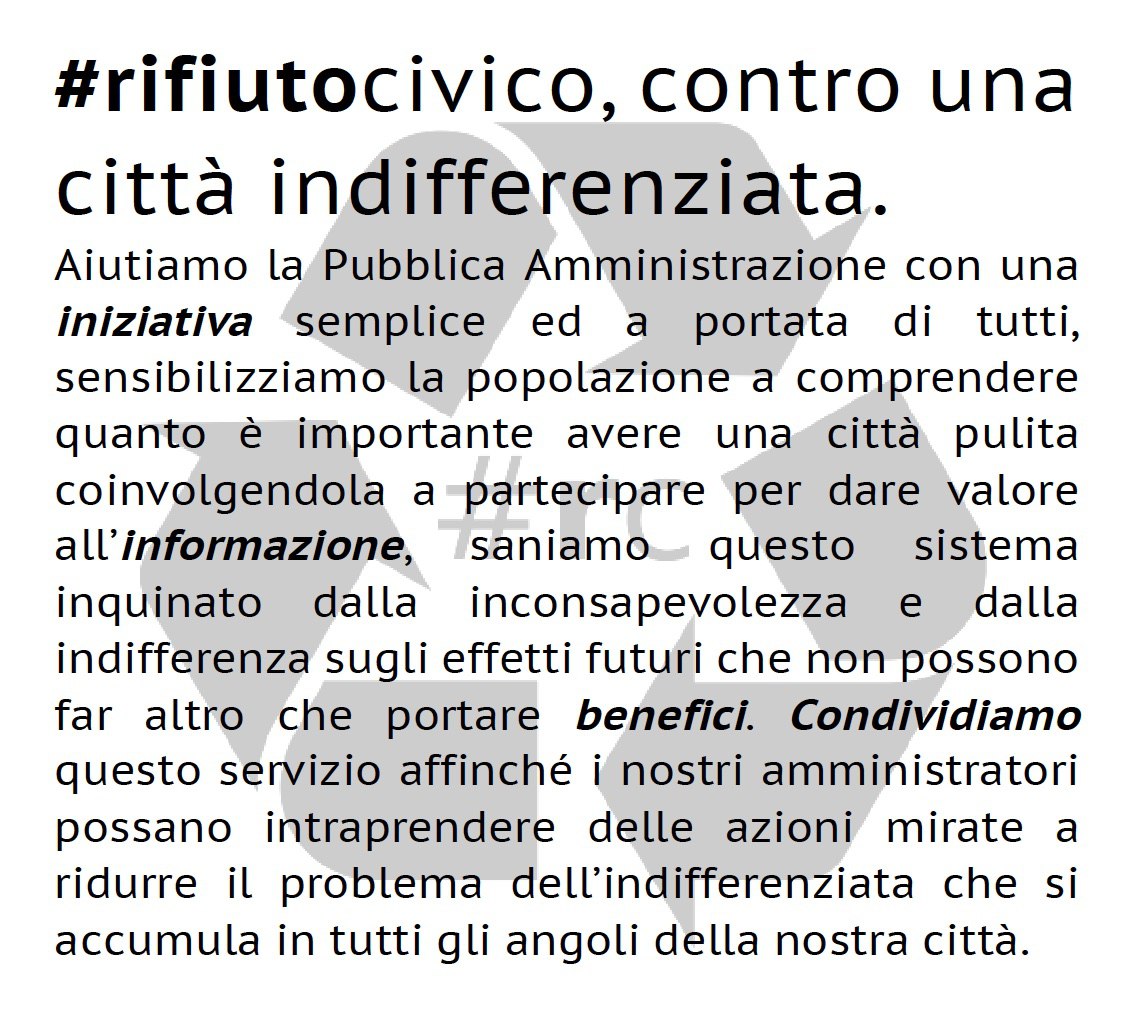 #rifiutocivico, contro una
città indifferenziata.
Aiutiamo la Pubblica Amministrazione con una
iniziativa semplice ed a portata di tutti,
sensibilizziamo la popolazione a comprendere
quanto è importante avere una città pulita
coinvolgendola a partecipare per dare valore
all’informazione, saniamo questo sistema
inquinato dalla inconsapevolezza e dalla
indifferenza sugli effetti futuri che non possono
far altro che portare benefici. Condividiamo
questo servizio affinché i nostri amministratori
possano intraprendere delle azioni mirate a
ridurre il problema dell’indifferenziata che si
accumula in tutti gli angoli della nostra città.
#rc